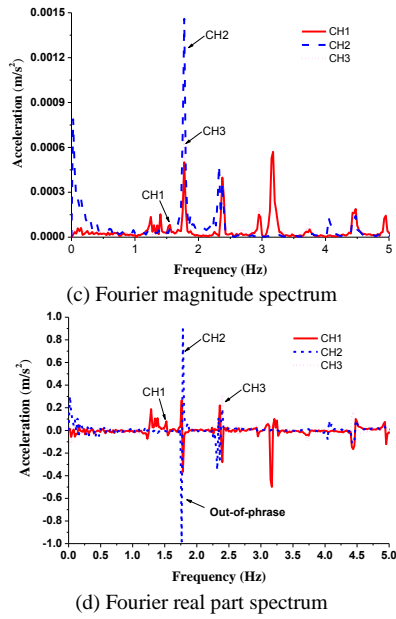 0.0015
0.0012
0.0009
0.0006
0.0003
0.0000
Acceleration (m/s²)
CH2
CH3
CH1
CH1
CH2
CH3
0 1 2 3 4 5
Frequency (Hz)
(c) Fourier magnitude spectrum
1.0
0.8
0.6
0.4
0.2
0.0
-0.2
-0.4
-0.6
-0.8
-1.0
Acceleration (m/s²)
CH2
CH1
CH3
Out-of-phrase
CH1
CH2
CH3
0.0 0.5 1.0 1.5 2.0 2.5 3.0 3.5 4.0 4.5 5.0
Frequency (Hz)
(d) Fourier real part spectrum